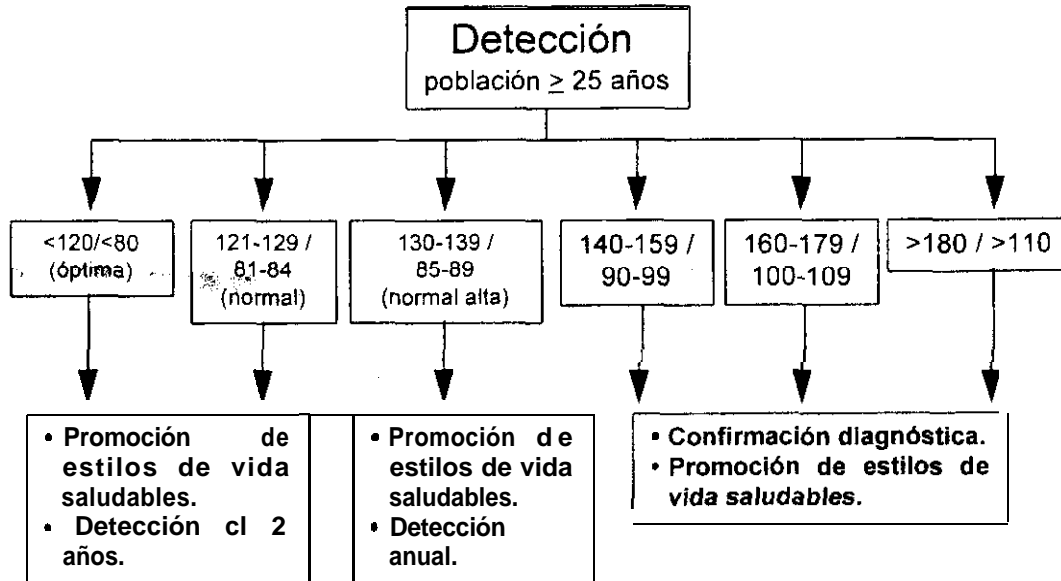 Detección
población ≥ 25 años
<120/<80
(óptima)
121-129 /
81-84
(normal)
130-139 /
85-89
(normal alta)
140-159 /
90-99
160-179 /
100-109
>180 / >110
• Promoción de
estilos de vida
saludables.
• Detección cl 2
años.
• Promoción de
estilos de vida
saludables.
• Detección
anual.
• Confirmación diagnóstica.
• Promoción de estilos de
vida saludables.